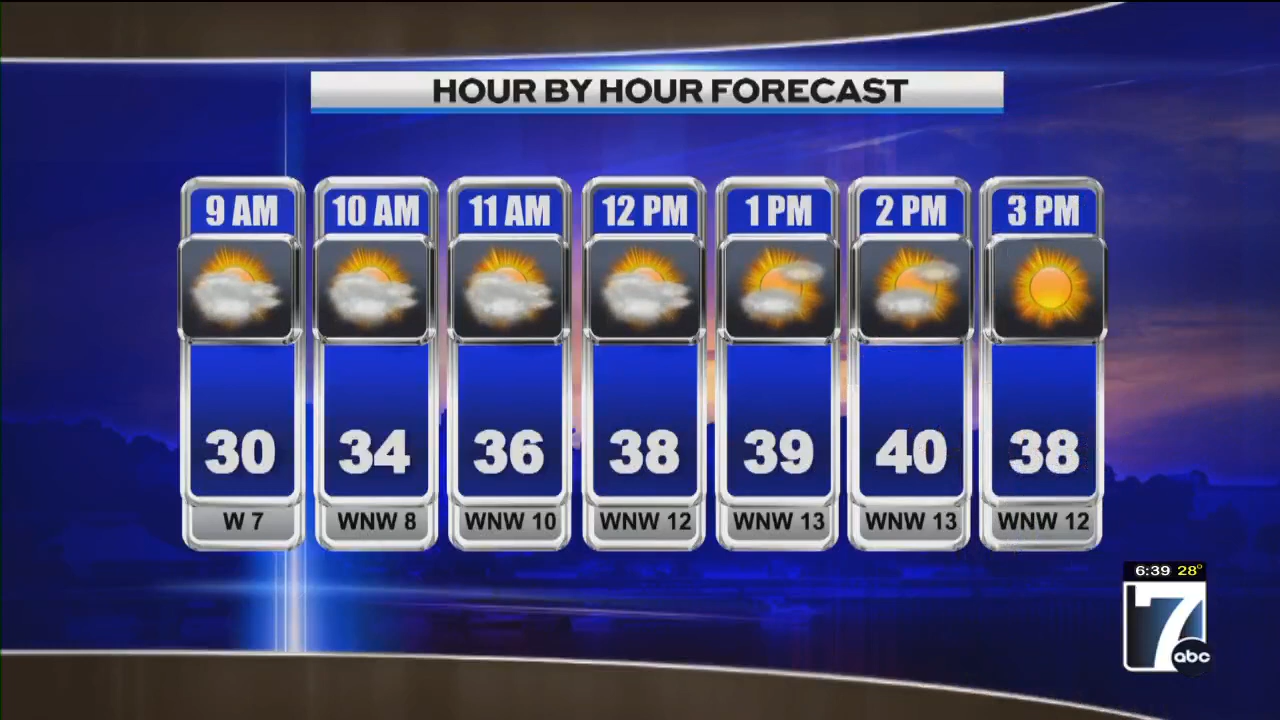 HOUR BY HOUR FORECAST
9 AM 10 AM 11 AM 12 PM 1 PM 2 PM 3 PM
30 34 36 38 39 40 38
W 7 WNW 8 WNW 10 WNW 12 WNW 13 WNW 13 WNW 12
6:39 28°
7
abc